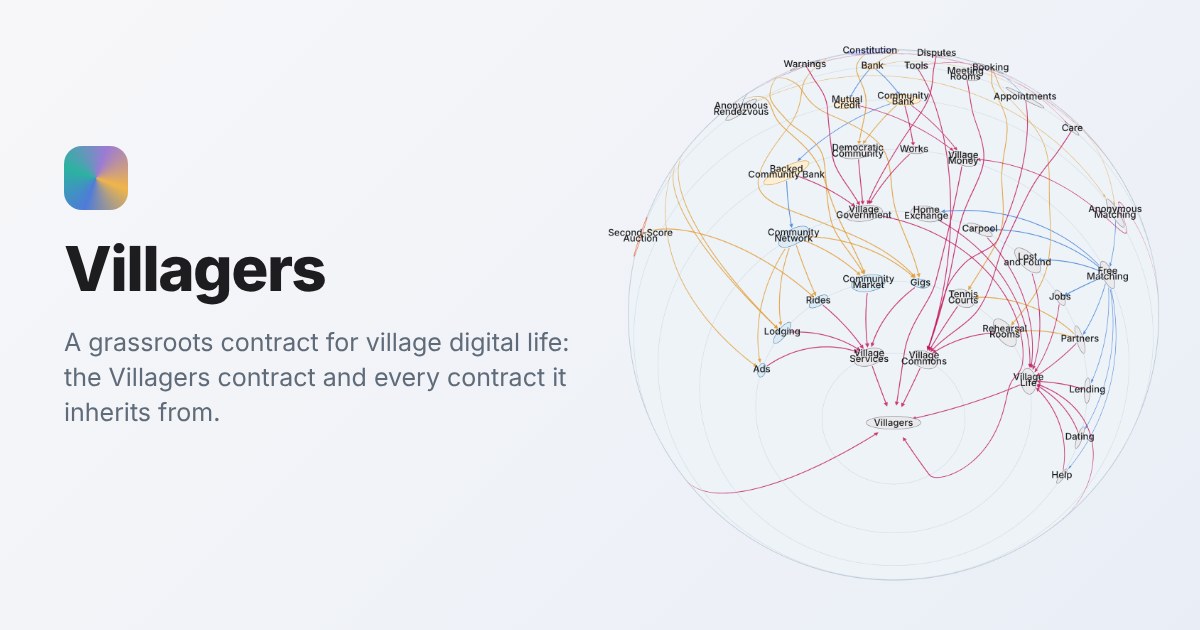 Villagers
A grassroots contract for village digital life:
the Villagers contract and every contract it
inherits from.
Constitution
Disputes
Warnings
Bank
Tools
Meeting
Rooms
Booking
Anonymous
Rendezvous
Mutual
Credit
Community
Bank
Appointments
Care
Democratic
Community
Works
Village
Money
Backed
Community Bank
Village
Government
Home
Exchange
Anonymous
Matching
Second-Score
Auction
Community
Network
Carpool
Lost
and Found
Free
Matching
Community
Market
Gigs
Rides
Tennis
Courts
Jobs
Lodging
Rehearsal
Rooms
Partners
Ads
Village
Services
Village
Commons
Village
Life
Lending
Villagers
Dating
Help